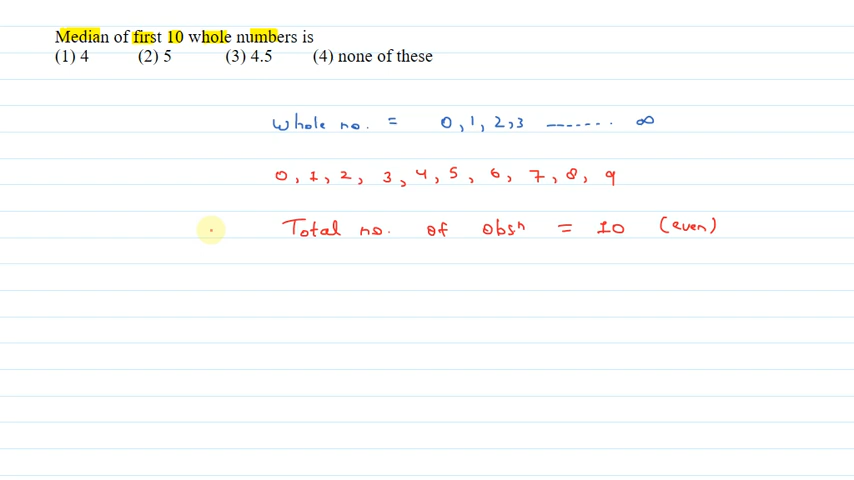 Median of first 10 whole numbers is
(1) 4 (2) 5 (3) 4.5 (4) none of these
Whole no. = 0, 1, 2, 3 ....... ∞
0, 1, 2, 3, 4, 5, 6, 7, 8, 9
Total no. of obsⁿ = 10 (even)